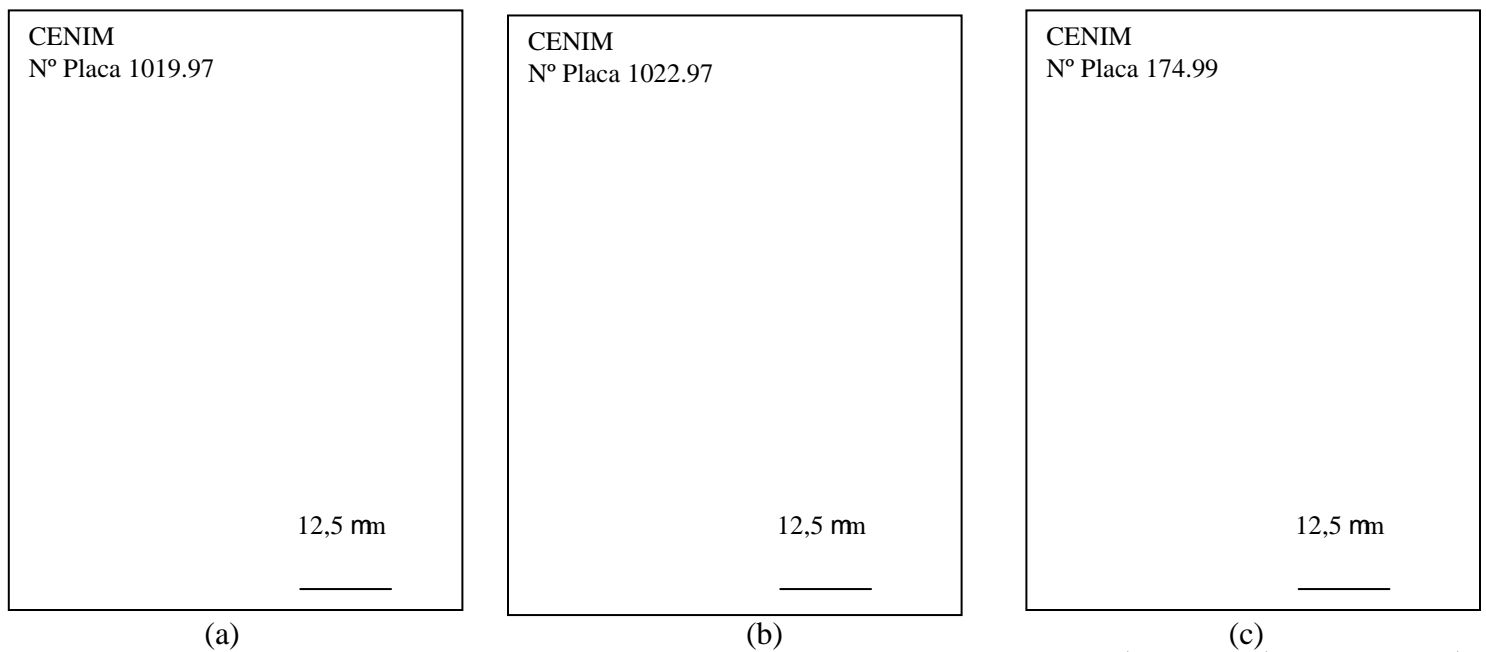 CENIM
Nº Placa 1019.97
12,5 mm
(a)
CENIM
Nº Placa 1022.97
12,5 mm
(b)
CENIM
Nº Placa 174.99
12,5 mm
(c)